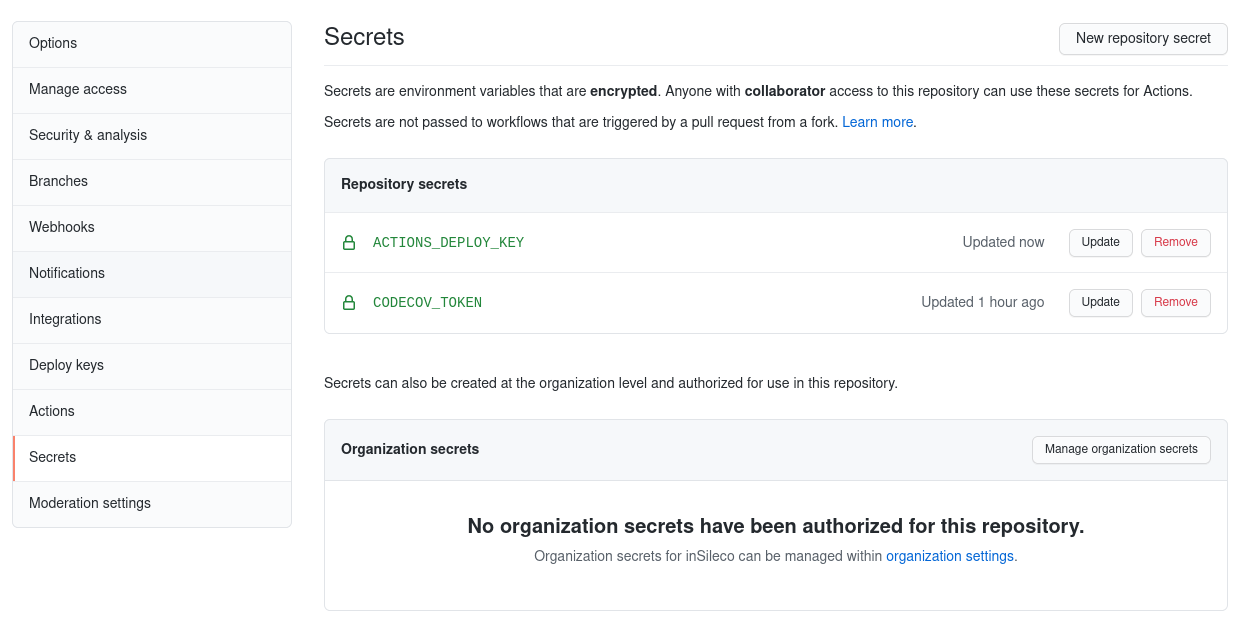 Options
Manage access
Security & analysis
Branches
Webhooks
Notifications
Integrations
Deploy keys
Actions
Secrets
Moderation settings
Secrets
New repository secret
Secrets are environment variables that are encrypted. Anyone with collaborator access to this repository can use these secrets for Actions.
Secrets are not passed to workflows that are triggered by a pull request from a fork. Learn more.
Repository secrets
ACTIONS_DEPLOY_KEY Updated now Update Remove
CODECOV_TOKEN Updated 1 hour ago Update Remove
Secrets can also be created at the organization level and authorized for use in this repository.
Organization secrets Manage organization secrets
No organization secrets have been authorized for this repository.
Organization secrets for inSileco can be managed within organization settings.